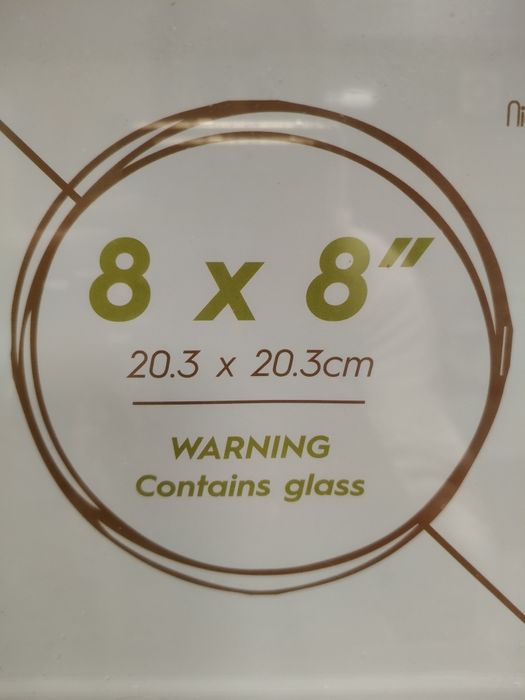 8 x 8"
20.3 x 20.3cm
WARNING
Contains glass